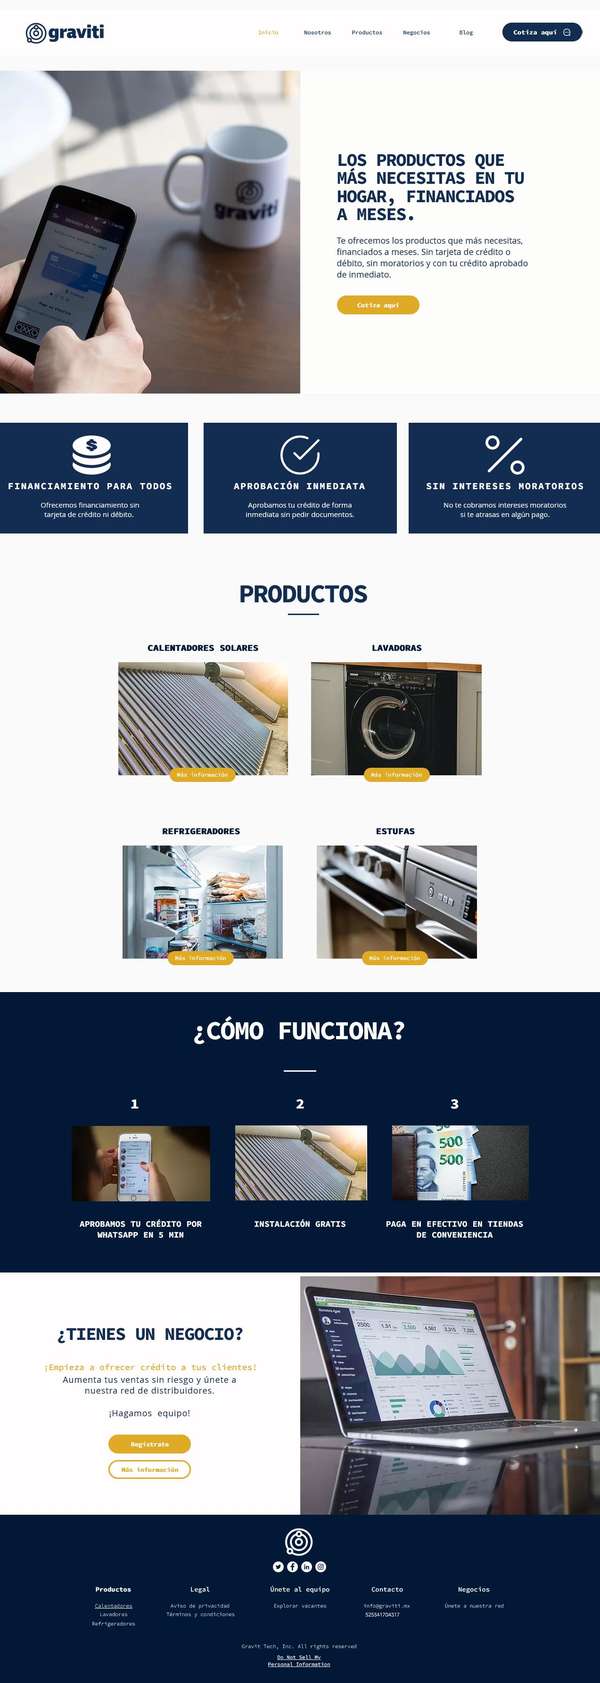 graviti
Inicio
Nosotros
Productos
Negocios
Blog
Cotiza aquí
graviti
LOS PRODUCTOS QUE
MÁS NECESITAS EN TU
HOGAR, FINANCIADOS
A MESES.
Te ofrecemos los productos que más necesitas,
financiados a meses. Sin tarjeta de crédito o
débito, sin moratorios y con tu crédito aprobado
de inmediato.
Cotiza aquí
FINANCIAMIENTO PARA TODOS
Ofrecemos financiamiento sin
tarjeta de crédito ni débito.
APROBACIÓN INMEDIATA
Aprobamos tu crédito de forma
inmediata sin pedir documentos.
SIN INTERESES MORATORIOS
No te cobramos intereses moratorios
si te atrasas en algún pago.
PRODUCTOS
CALENTADORES SOLARES
LAVADORAS
Más información
Más información
REFRIGERADORES
ESTUFAS
Más información
Más información
¿CÓMO FUNCIONA?
1
2
3
500
500
500
APROBAMOS TU CRÉDITO POR
WHATSAPP EN 5 MIN
INSTALACIÓN GRATIS
PAGA EN EFECTIVO EN TIENDAS
DE CONVENIENCIA
¿TIENES UN NEGOCIO?
¡Empieza a ofrecer crédito a tus clientes!
Aumenta tus ventas sin riesgo y únete a
nuestra red de distribuidores.
¡Hagamos equipo!
Regístrate
Más información
Productos
Calentadores
Lavadoras
Refrigeradores
Legal
Aviso de privacidad
Términos y condiciones
Únete al equipo
Explorar vacantes
Contacto
info@graviti.mx
525541704317
Negocios
Únete a nuestra red
Gravit Tech, Inc. All rights reserved
Do Not Sell My
Personal Information